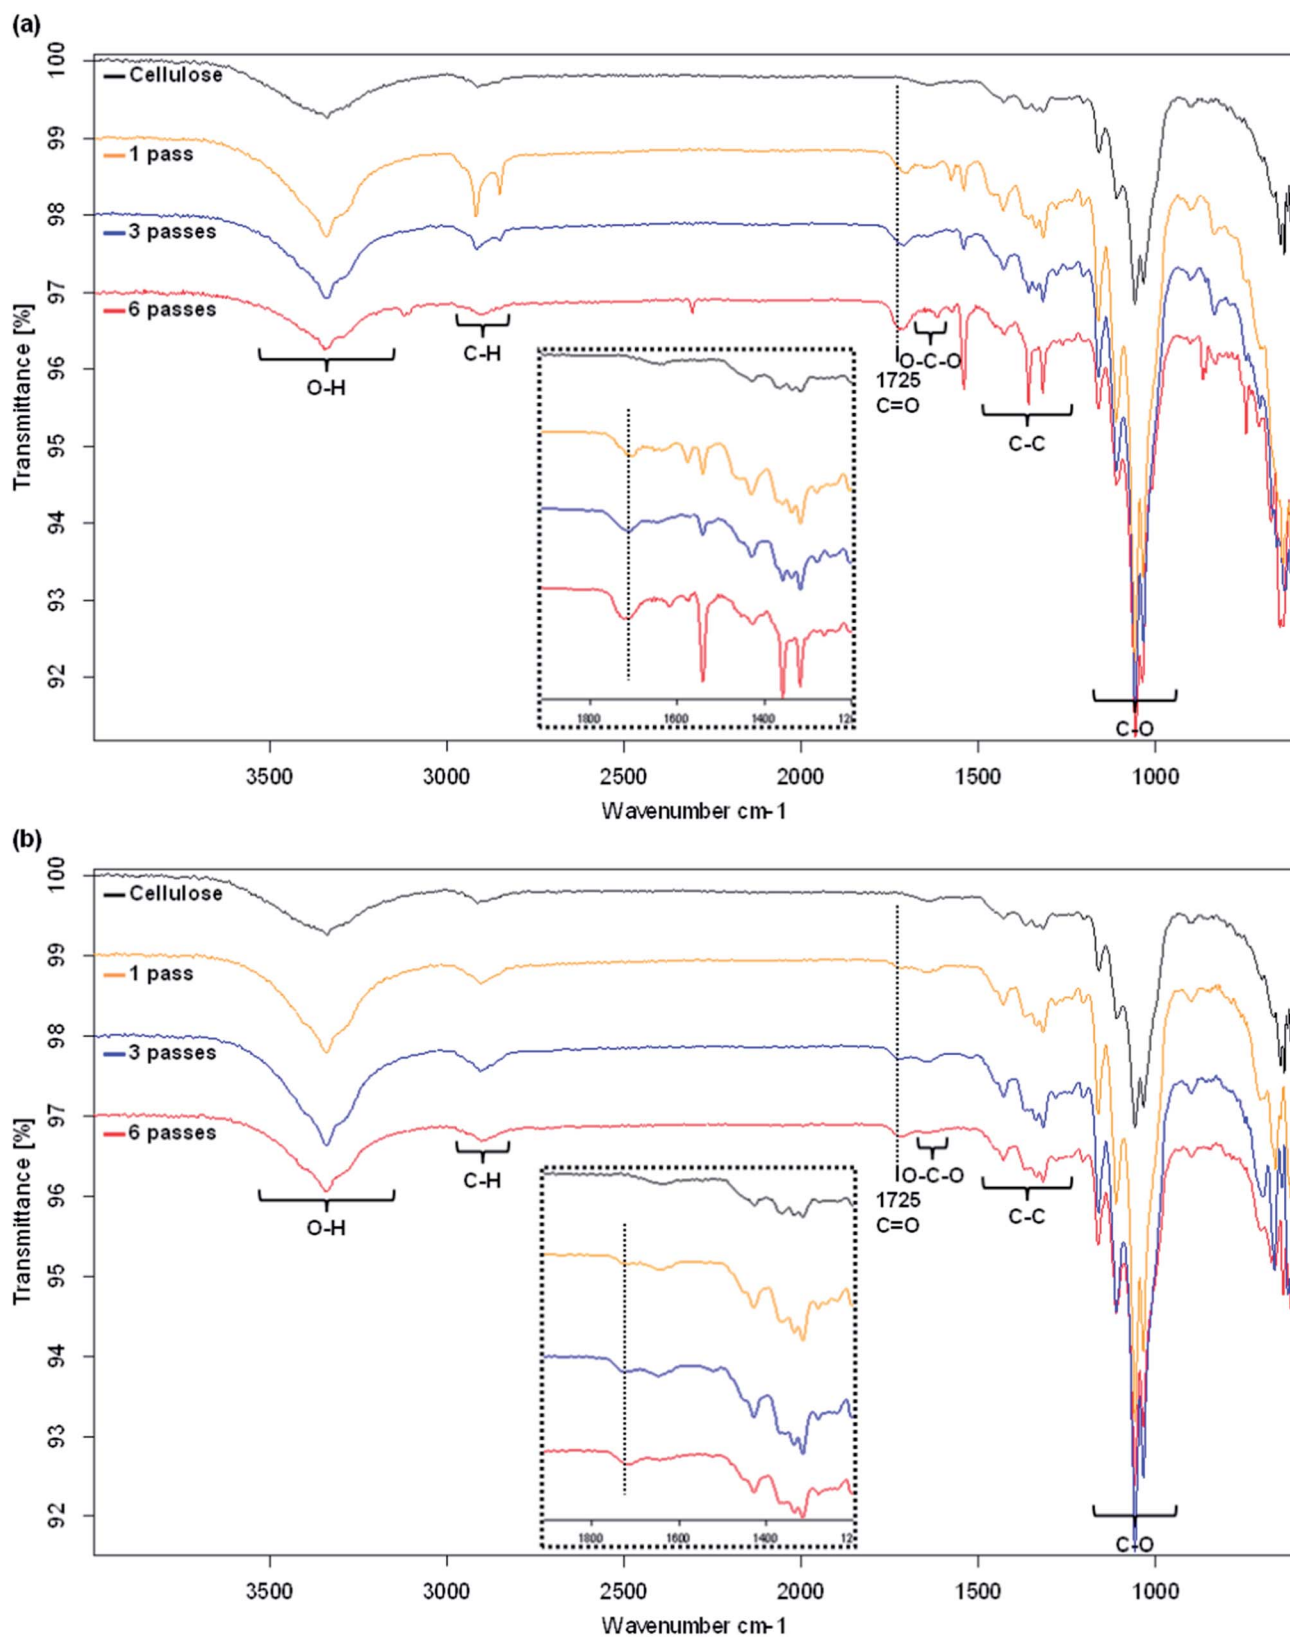 (a)
100
99
98
97
96
95
94
93
92
Transmittance [%]
Cellulose
1 pass
3 passes
6 passes
O-H
C-H
1725
C=O
O-C-O
C-C
C-O
1800 1600 1400 12
3500 3000 2500 2000 1500 1000
Wavenumber cm-1
(b)
100
99
98
97
96
95
94
93
92
Transmittance [%]
Cellulose
1 pass
3 passes
6 passes
O-H
C-H
1725
C=O
O-C-O
C-C
C-O
1800 1600 1400 12
3500 3000 2500 2000 1500 1000
Wavenumber cm-1